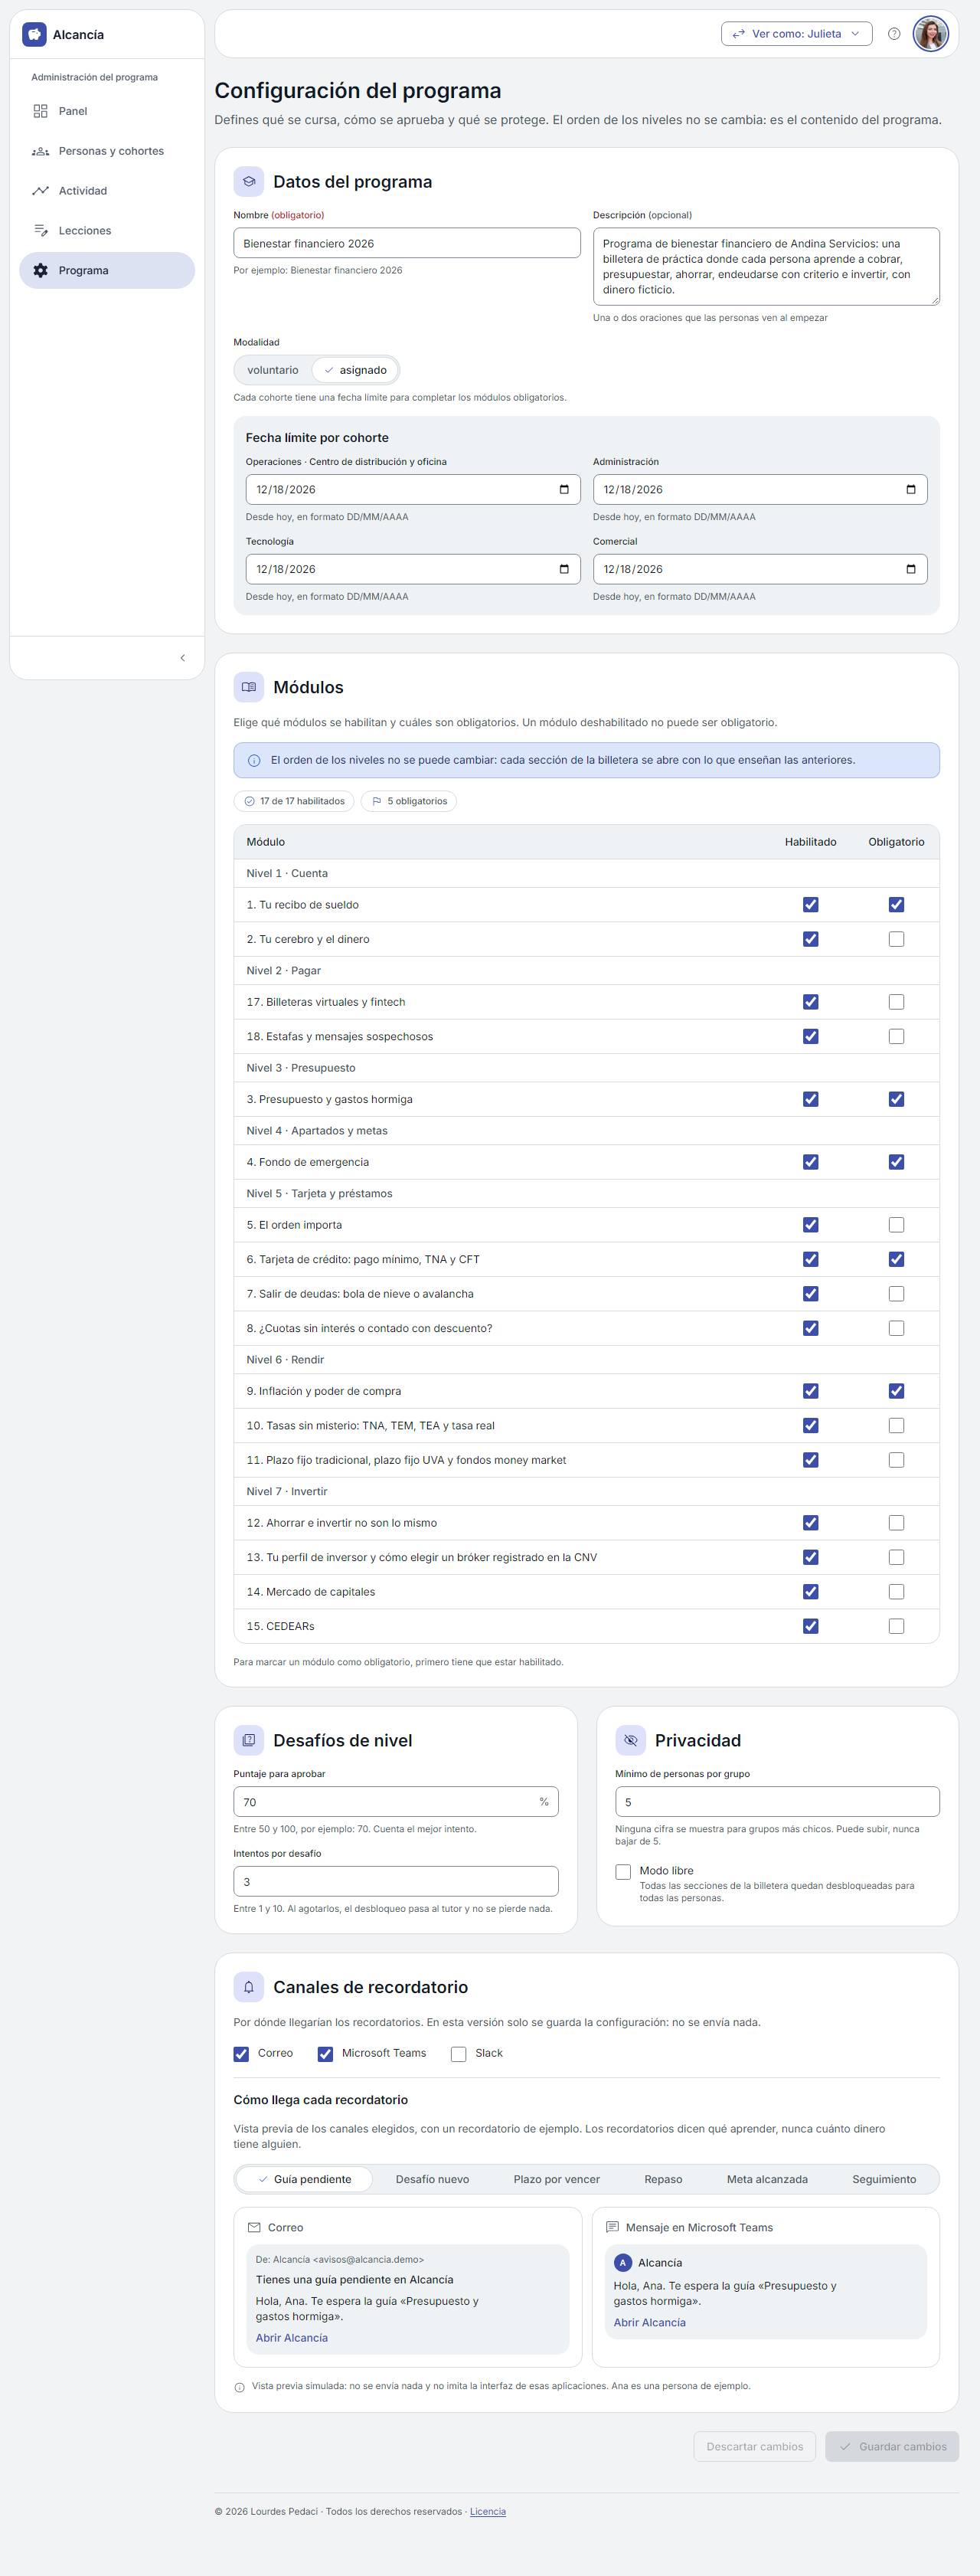 Alcancía
Ver como: Julieta
Administración del programa
Panel
Personas y cohortes
Actividad
Lecciones
Programa
Configuración del programa
Defines qué se cursa, cómo se aprueba y qué se protege. El orden de los niveles no se cambia: es el contenido del programa.
Datos del programa
Nombre (obligatorio)
Bienestar financiero 2026
Por ejemplo: Bienestar financiero 2026
Descripción (opcional)
Programa de bienestar financiero de Andina Servicios: una
billetera de práctica donde cada persona aprende a cobrar,
presupuestar, ahorrar, endeudarse con criterio e invertir, con
dinero ficticio.
Una o dos oraciones que las personas ven al empezar
Modalidad
voluntario
asignado
Cada cohorte tiene una fecha límite para completar los módulos obligatorios.
Fecha límite por cohorte
Operaciones · Centro de distribución y oficina
12/18/2026
Desde hoy, en formato DD/MM/AAAA
Administración
12/18/2026
Desde hoy, en formato DD/MM/AAAA
Tecnología
12/18/2026
Desde hoy, en formato DD/MM/AAAA
Comercial
12/18/2026
Desde hoy, en formato DD/MM/AAAA
Módulos
Elige qué módulos se habilitan y cuáles son obligatorios. Un módulo deshabilitado no puede ser obligatorio.
El orden de los niveles no se puede cambiar: cada sección de la billetera se abre con lo que enseñan las anteriores.
17 de 17 habilitados
5 obligatorios
Módulo Habilitado Obligatorio
Nivel 1 · Cuenta
1. Tu recibo de sueldo
2. Tu cerebro y el dinero
Nivel 2 · Pagar
17. Billeteras virtuales y fintech
18. Estafas y mensajes sospechosos
Nivel 3 · Presupuesto
3. Presupuesto y gastos hormiga
Nivel 4 · Apartados y metas
4. Fondo de emergencia
Nivel 5 · Tarjeta y préstamos
5. El orden importa
6. Tarjeta de crédito: pago mínimo, TNA y CFT
7. Salir de deudas: bola de nieve o avalancha
8. ¿Cuotas sin interés o contado con descuento?
Nivel 6 · Rendir
9. Inflación y poder de compra
10. Tasas sin misterio: TNA, TEM, TEA y tasa real
11. Plazo fijo tradicional, plazo fijo UVA y fondos money market
Nivel 7 · Invertir
12. Ahorrar e invertir no son lo mismo
13. Tu perfil de inversor y cómo elegir un bróker registrado en la CNV
14. Mercado de capitales
15. CEDEARs
Para marcar un módulo como obligatorio, primero tiene que estar habilitado.
Desafíos de nivel
Puntaje para aprobar
70 %
Entre 50 y 100, por ejemplo: 70. Cuenta el mejor intento.
Intentos por desafío
3
Entre 1 y 10. Al agotarlos, el desbloqueo pasa al tutor y no se pierde nada.
Privacidad
Mínimo de personas por grupo
5
Ninguna cifra se muestra para grupos más chicos. Puede subir, nunca
bajar de 5.
Modo libre
Todas las secciones de la billetera quedan desbloqueadas para
todas las personas.
Canales de recordatorio
Por dónde llegarían los recordatorios. En esta versión solo se guarda la configuración: no se envía nada.
Correo
Microsoft Teams
Slack
Cómo llega cada recordatorio
Vista previa de los canales elegidos, con un recordatorio de ejemplo. Los recordatorios dicen qué aprender, nunca cuánto dinero
tiene alguien.
Guía pendiente
Desafío nuevo
Plazo por vencer
Repaso
Meta alcanzada
Seguimiento
Correo
De: Alcancía <avisos@alcancia.demo>
Tienes una guía pendiente en Alcancía
Hola, Ana. Te espera la guía «Presupuesto y
gastos hormiga».
Abrir Alcancía
Mensaje en Microsoft Teams
A Alcancía
Hola, Ana. Te espera la guía «Presupuesto y
gastos hormiga».
Abrir Alcancía
Vista previa simulada: no se envía nada y no imita la interfaz de esas aplicaciones. Ana es una persona de ejemplo.
Descartar cambios
Guardar cambios
© 2026 Lourdes Pedaci · Todos los derechos reservados · Licencia